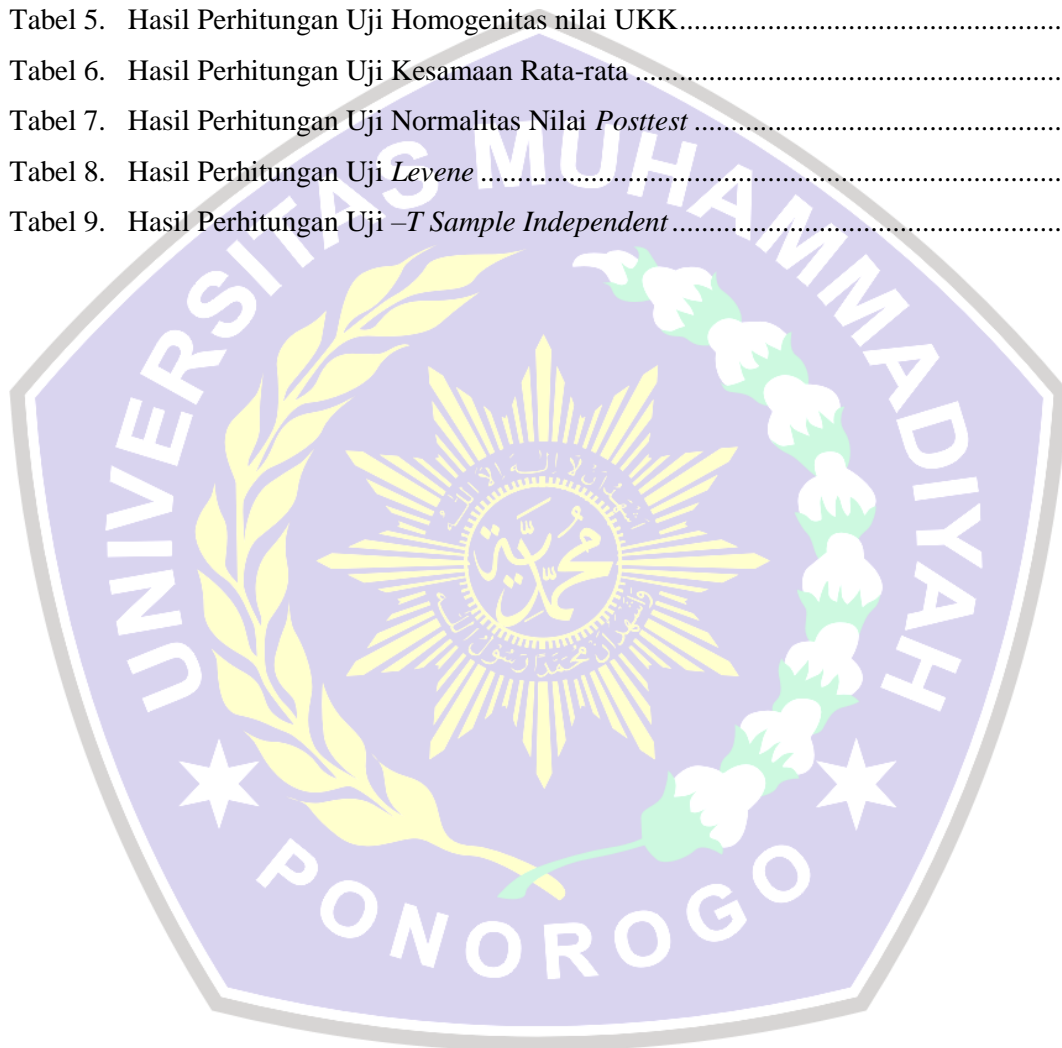 Tabel 5. Hasil Perhitungan Uji Homogenitas nilai UKK..........................................................
Tabel 6. Hasil Perhitungan Uji Kesamaan Rata-rata ................................................................
Tabel 7. Hasil Perhitungan Uji Normalitas Nilai Posttest ........................................................
Tabel 8. Hasil Perhitungan Uji Levene ....................................................................................
Tabel 9. Hasil Perhitungan Uji –T Sample Independent ...........................................................
UNIVERSITAS MUHAMMADIYAH
PONOROGO